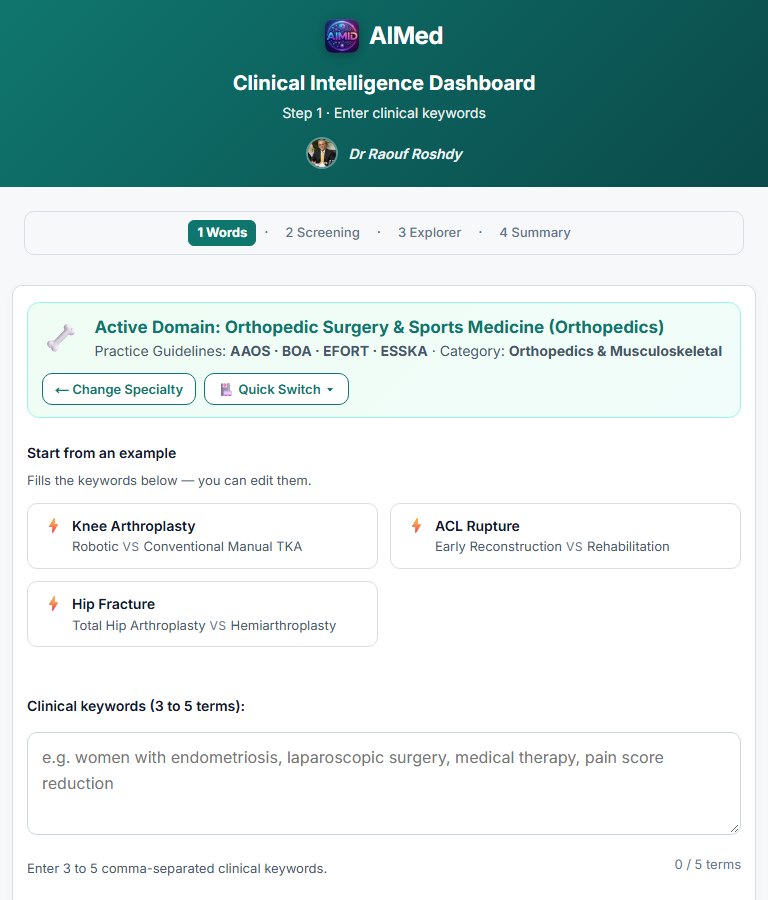 AIMID
AIMed
Clinical Intelligence Dashboard
Step 1 · Enter clinical keywords
Dr Raouf Roshdy
1 Words · 2 Screening · 3 Explorer · 4 Summary
Active Domain: Orthopedic Surgery & Sports Medicine (Orthopedics)
Practice Guidelines: AAOS · BOA · EFORT · ESSKA · Category: Orthopedics & Musculoskeletal
← Change Specialty
Quick Switch
Start from an example
Fills the keywords below — you can edit them.
Knee Arthroplasty
Robotic VS Conventional Manual TKA
ACL Rupture
Early Reconstruction VS Rehabilitation
Hip Fracture
Total Hip Arthroplasty VS Hemiarthroplasty
Clinical keywords (3 to 5 terms):
e.g. women with endometriosis, laparoscopic surgery, medical therapy, pain score
reduction
Enter 3 to 5 comma-separated clinical keywords.
0 / 5 terms